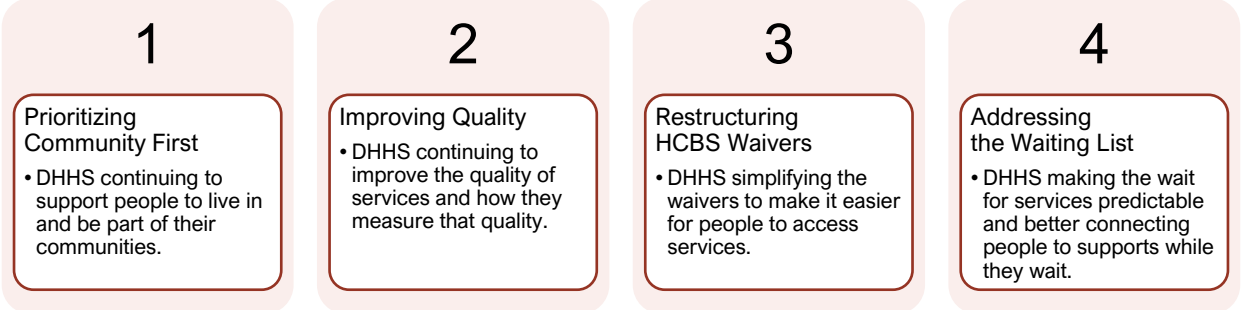 1
Prioritizing
Community First
• DHHS continuing to
support people to live in
and be part of their
communities.
2
Improving Quality
• DHHS continuing to
improve the quality of
services and how they
measure that quality.
3
Restructuring
HCBS Waivers
• DHHS simplifying the
waivers to make it easier
for people to access
services.
4
Addressing
the Waiting List
• DHHS making the wait
for services predictable
and better connecting
people to supports while
they wait.